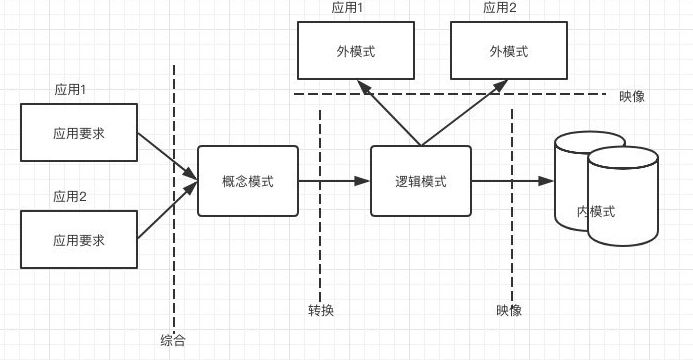 应用1
应用2
外模式
外模式
映像
应用1
应用要求
应用2
应用要求
概念模式
逻辑模式
内模式
综合
转换
映像